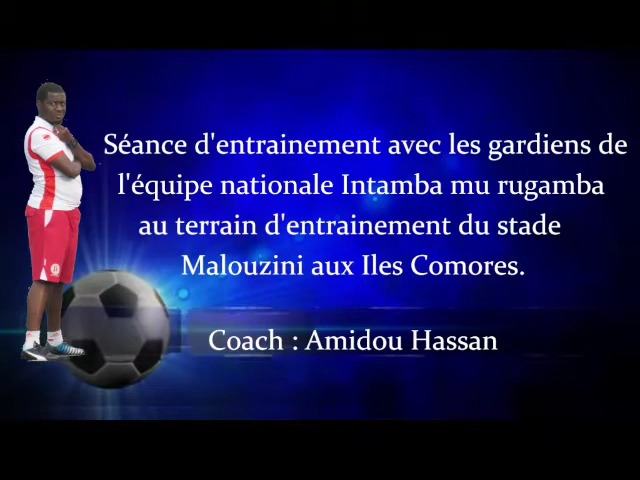 Séance d'entrainement avec les gardiens de
l'équipe nationale Intamba mu rugamba
au terrain d'entrainement du stade
Malouzini aux Iles Comores.
Coach : Amidou Hassan